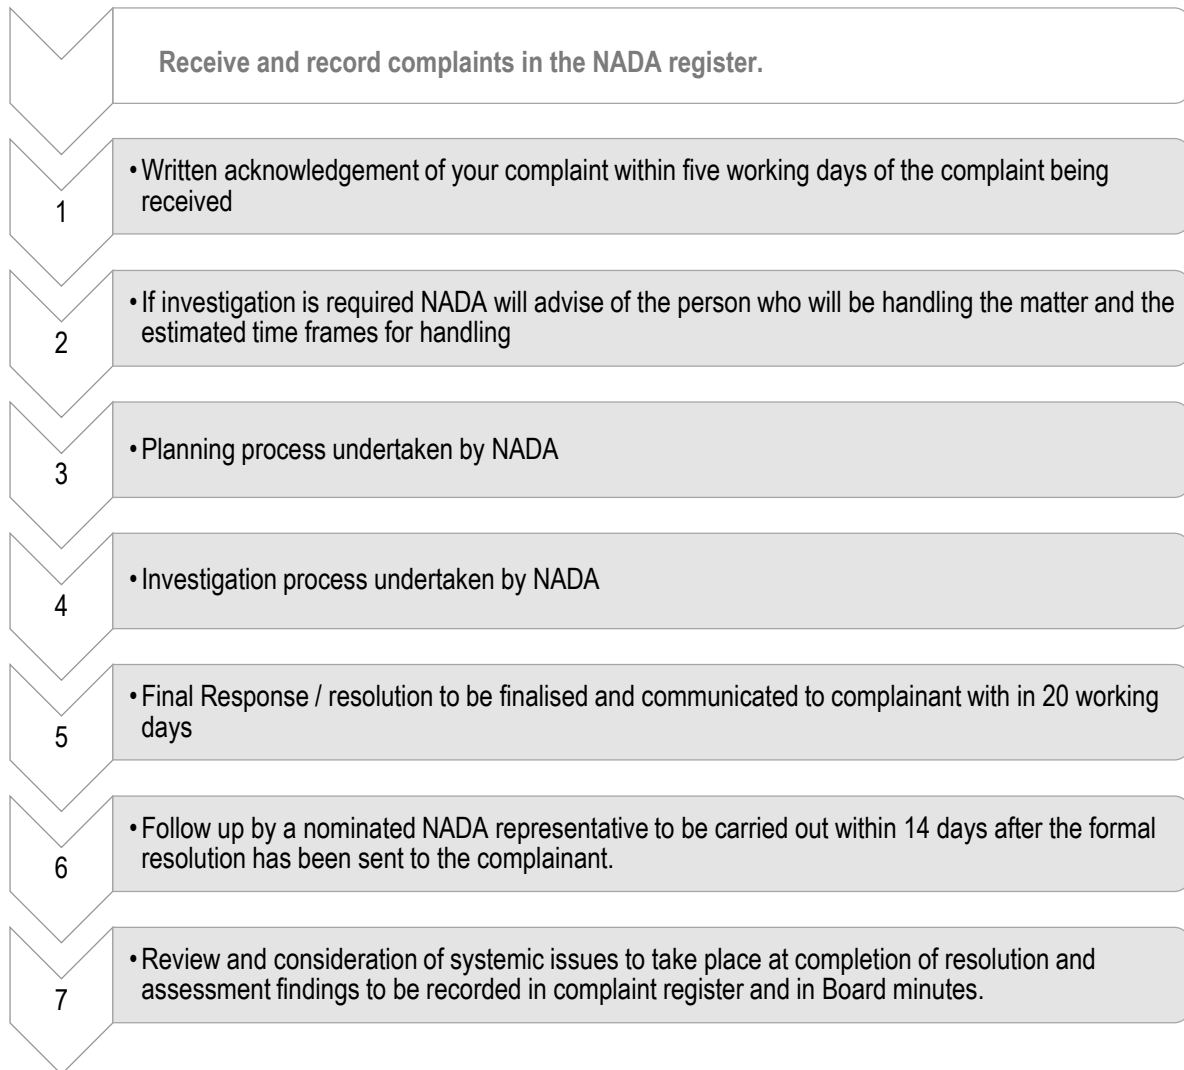 Receive and record complaints in the NADA register.
1
• Written acknowledgement of your complaint within five working days of the complaint being
received
2
• If investigation is required NADA will advise of the person who will be handling the matter and the
estimated time frames for handling
3
• Planning process undertaken by NADA
4
• Investigation process undertaken by NADA
5
• Final Response / resolution to be finalised and communicated to complainant with in 20 working
days
6
• Follow up by a nominated NADA representative to be carried out within 14 days after the formal
resolution has been sent to the complainant.
7
• Review and consideration of systemic issues to take place at completion of resolution and
assessment findings to be recorded in complaint register and in Board minutes.